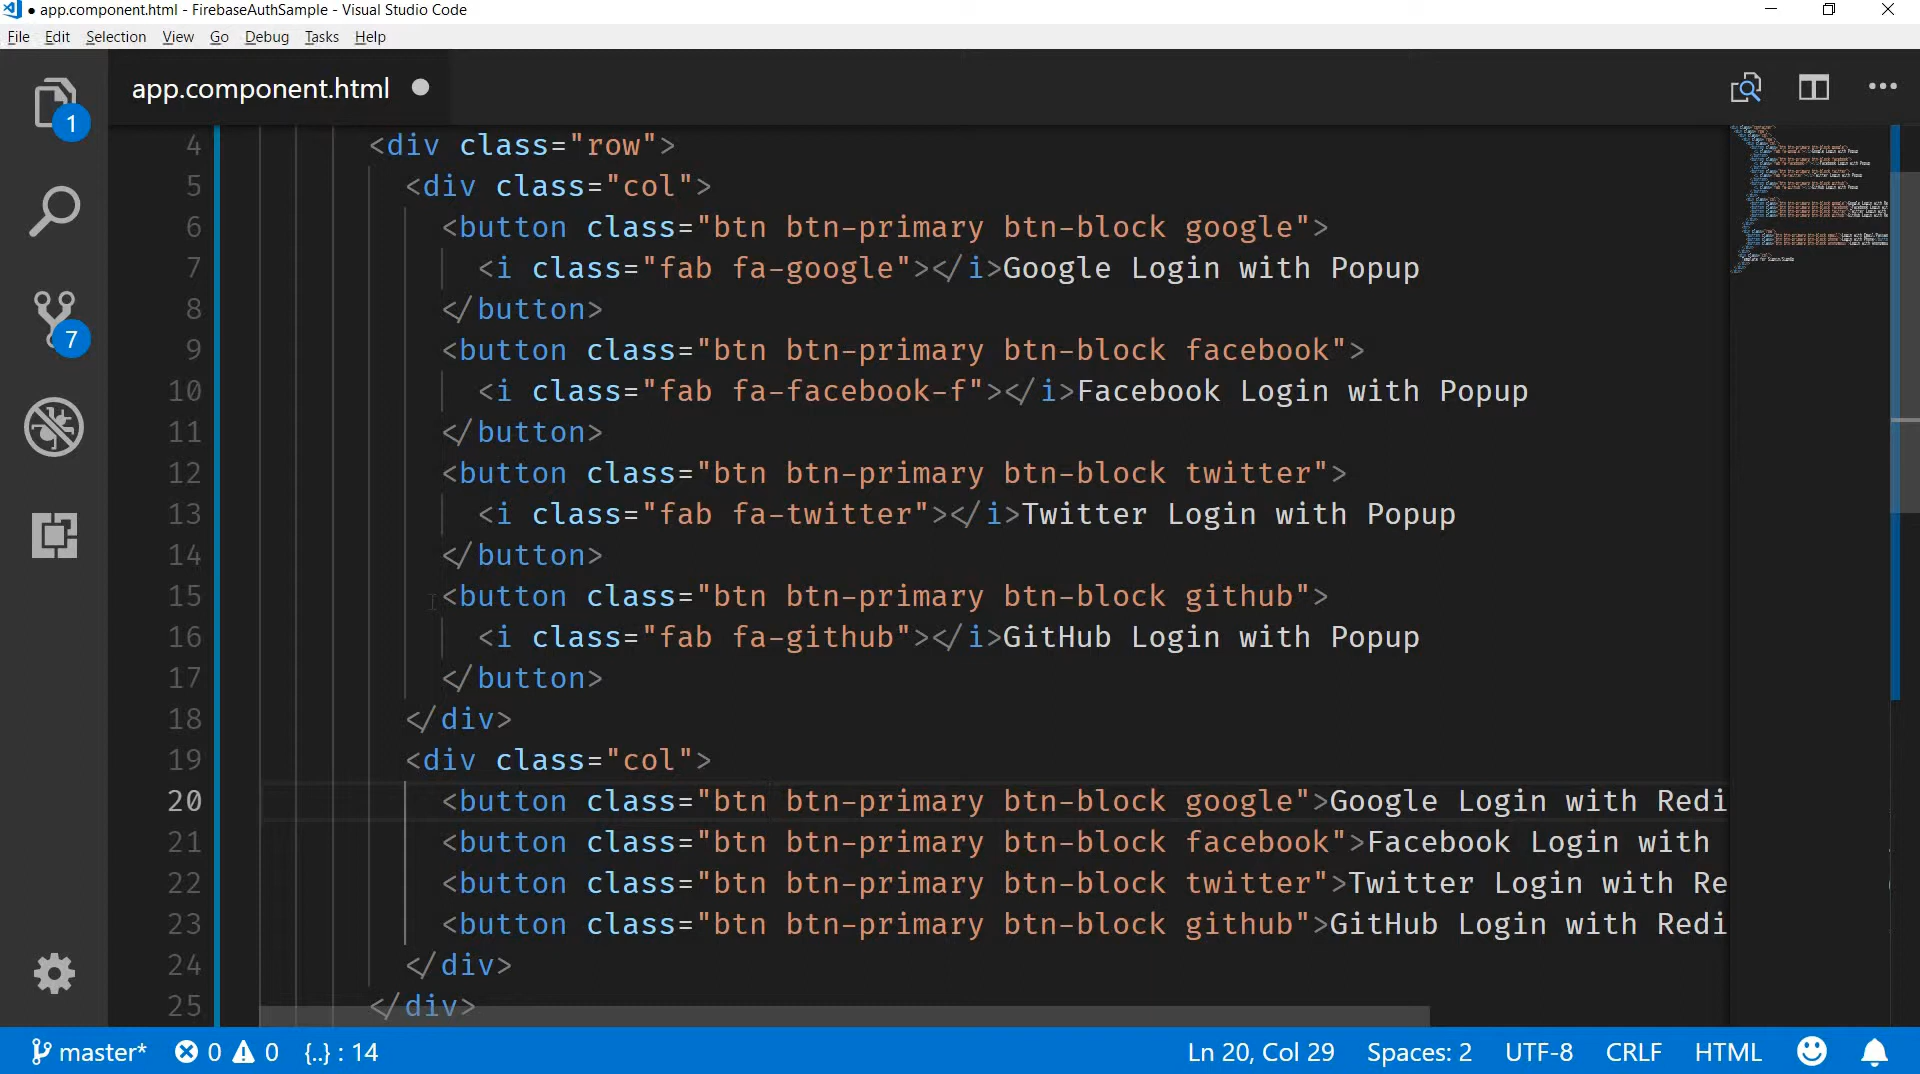 app.component.html - FirebaseAuthSample - Visual Studio Code
File Edit Selection View Go Debug Tasks Help
app.component.html
1
7
4 <div class="row">
5 <div class="col">
6 <button class="btn btn-primary btn-block google">
7 <i class="fab fa-google"></i>Google Login with Popup
8 </button>
9 <button class="btn btn-primary btn-block facebook">
10 <i class="fab fa-facebook-f"></i>Facebook Login with Popup
11 </button>
12 <button class="btn btn-primary btn-block twitter">
13 <i class="fab fa-twitter"></i>Twitter Login with Popup
14 </button>
15 <button class="btn btn-primary btn-block github">
16 <i class="fab fa-github"></i>GitHub Login with Popup
17 </button>
18 </div>
19 <div class="col">
20 <button class="btn btn-primary btn-block google">Google Login with Redi
21 <button class="btn btn-primary btn-block facebook">Facebook Login with
22 <button class="btn btn-primary btn-block twitter">Twitter Login with Re
23 <button class="btn btn-primary btn-block github">GitHub Login with Redi
24 </div>
25 </div>
master* 0 0 {..} : 14 Ln 20, Col 29 Spaces: 2 UTF-8 CRLF HTML